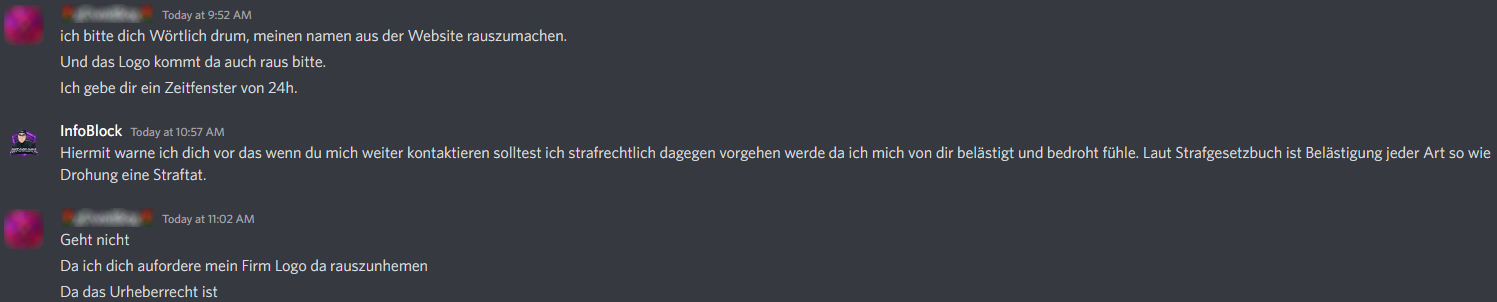 Today at 9:52 AM
ich bitte dich Wörtlich drum, meinen namen aus der Website rauszumachen.
Und das Logo kommt da auch raus bitte.
Ich gebe dir ein Zeitfenster von 24h.
InfoBlock Today at 10:57 AM
Hiermit warne ich dich vor das wenn du mich weiter kontaktieren solltest ich strafrechtlich dagegen vorgehen werde da ich mich von dir belästigt und bedroht fühle. Laut Strafgesetzbuch ist Belästigung jeder Art so wie
Drohung eine Straftat.
Today at 11:02 AM
Geht nicht
Da ich dich aufordere mein Firm Logo da rauszunhemen
Da das Urheberrecht ist